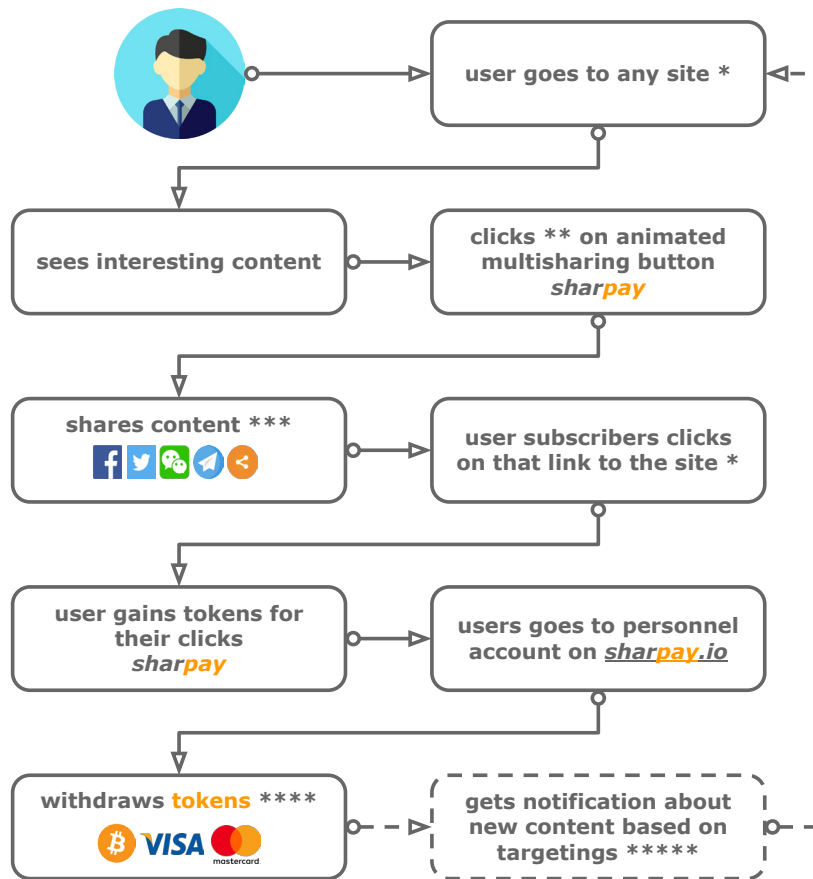 user goes to any site *
sees interesting content
clicks ** on animated
multisharing button
sharpay
shares content ***
user subscribers clicks
on that link to the site *
user gains tokens for
their clicks
sharpay
users goes to personnel
account on sharpay.io
withdraws tokens ****
VISA
mastercard
gets notification about
new content based on
targetings *****